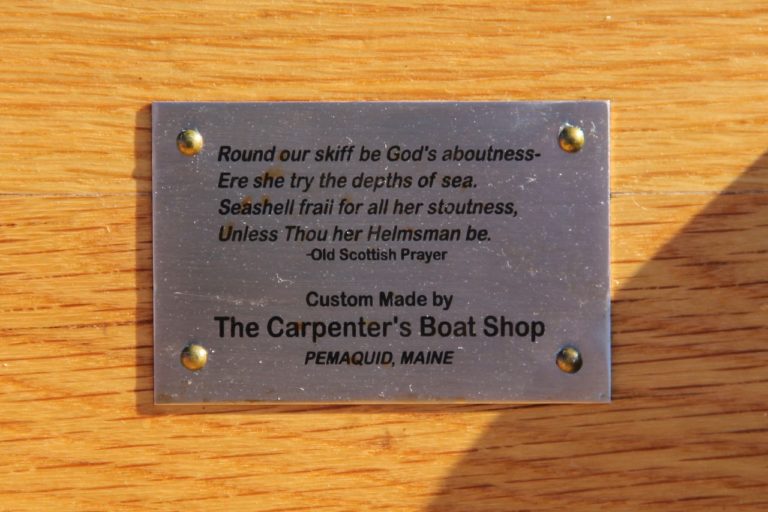 Round our skiff be God's aboutness-
Ere she try the depths of sea.
Seashell frail for all her stoutness,
Unless Thou her Helmsman be.
-Old Scottish Prayer
Custom Made by
The Carpenter's Boat Shop
PEMAQUID, MAINE